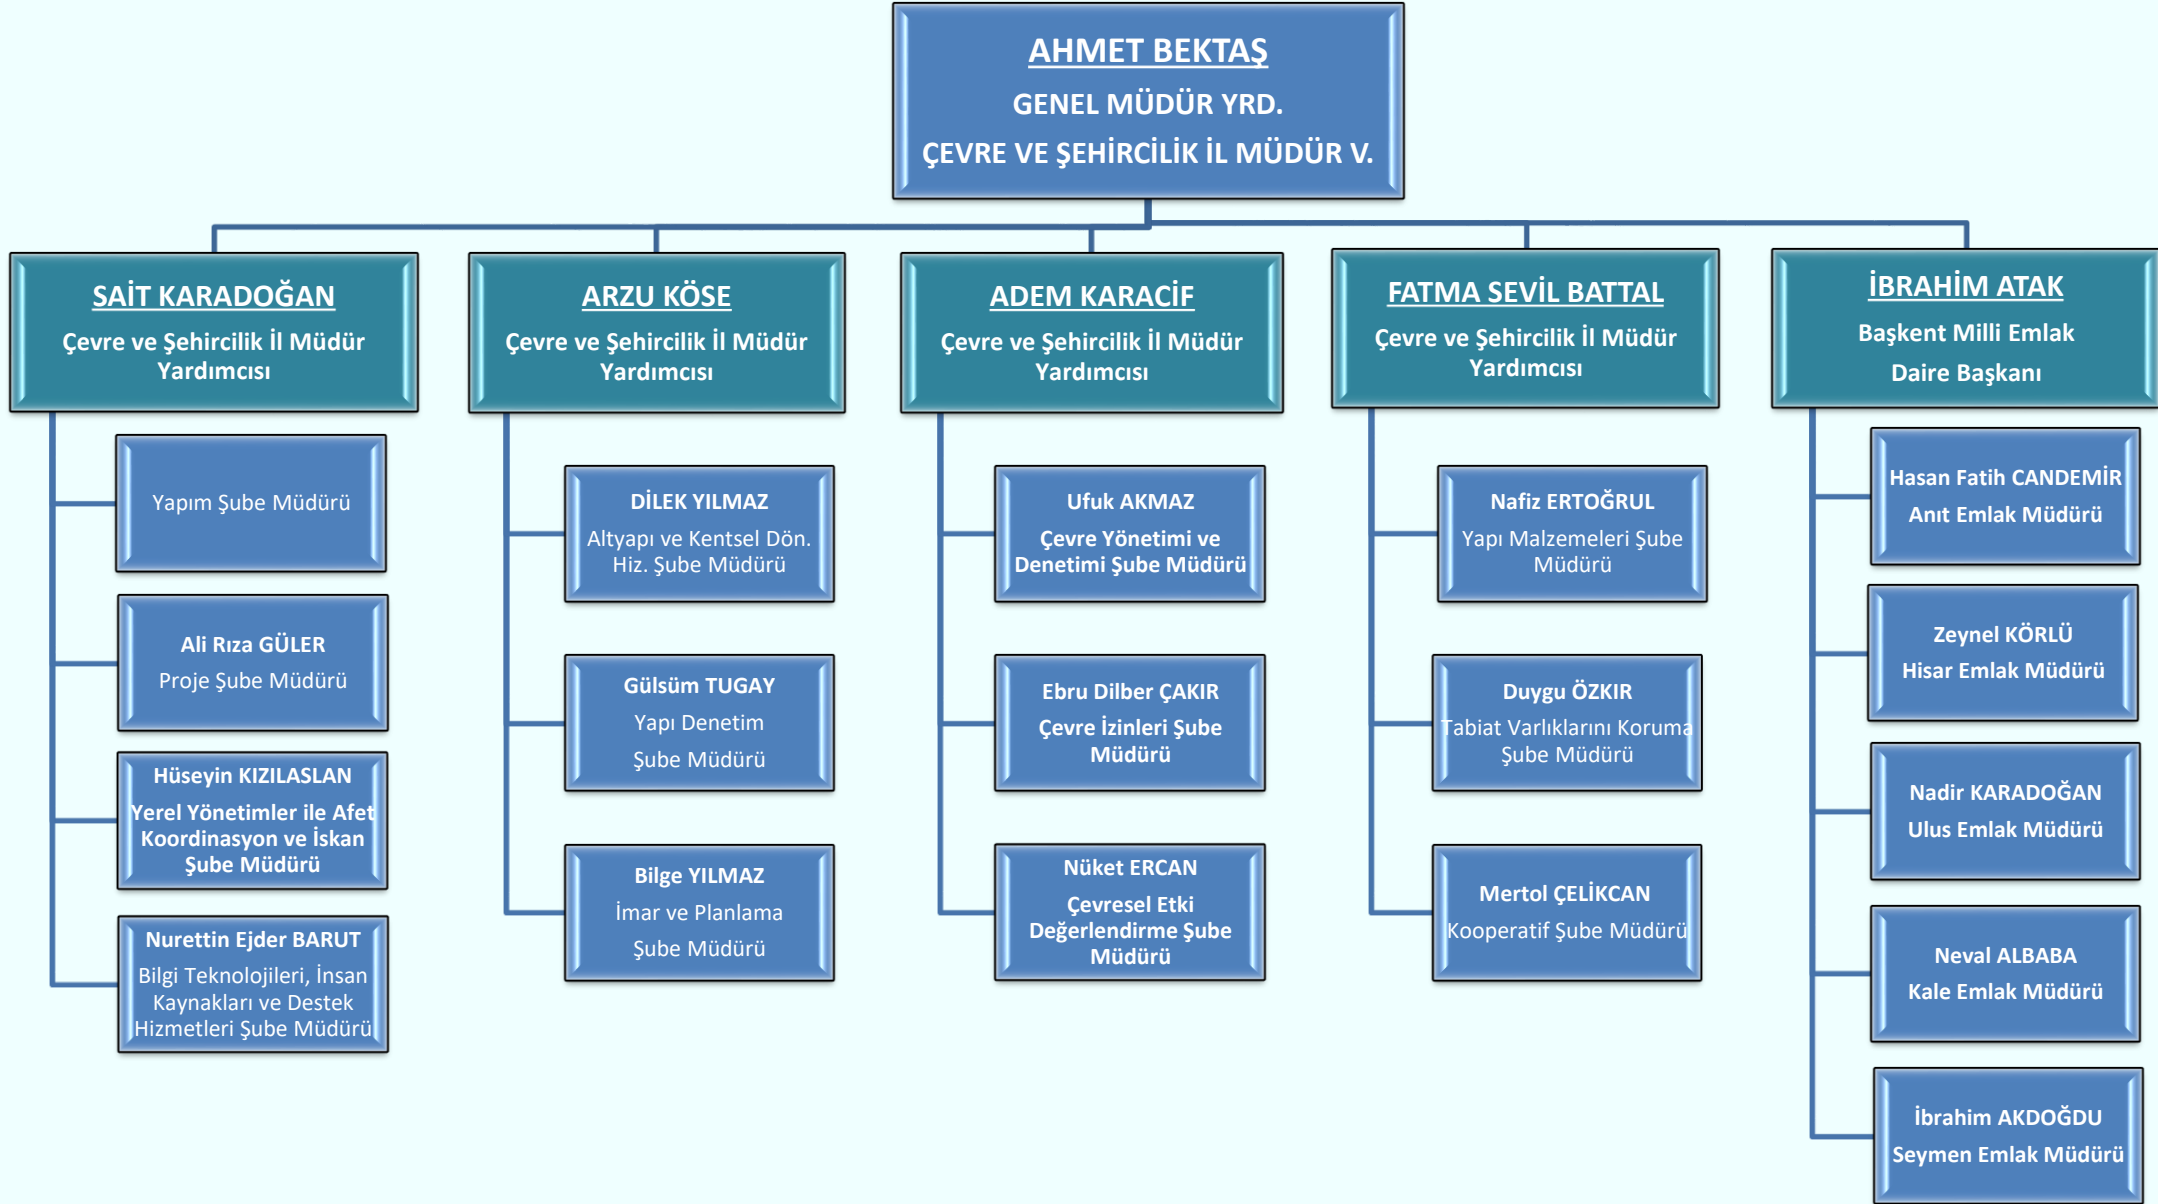 AHMET BEKTAŞ
GENEL MÜDÜR YRD.
ÇEVRE VE ŞEHİRCİLİK İL MÜDÜR V.
SAİT KARADOĞAN
Çevre ve Şehircilik İl Müdür
Yardımcısı
Yapım Şube Müdürü
Ali Rıza GÜLER
Proje Şube Müdürü
Hüseyin KIZILASLAN
Yerel Yönetimler ile Afet
Koordinasyon ve İskan
Şube Müdürü
Nurettin Ejder BARUT
Bilgi Teknolojileri, İnsan
Kaynakları ve Destek
Hizmetleri Şube Müdürü
ARZU KÖSE
Çevre ve Şehircilik İl Müdür
Yardımcısı
DİLEK YILMAZ
Altyapı ve Kentsel Dön.
Hiz. Şube Müdürü
Gülsüm TUGAY
Yapı Denetim
Şube Müdürü
Bilge YILMAZ
İmar ve Planlama
Şube Müdürü
ADEM KARACİF
Çevre ve Şehircilik İl Müdür
Yardımcısı
Ufuk AKMAZ
Çevre Yönetimi ve
Denetimi Şube Müdürü
Ebru Dilber ÇAKIR
Çevre İzinleri Şube
Müdürü
Nüket ERCAN
Çevresel Etki
Değerlendirme Şube
Müdürü
FATMA SEVİL BATTAL
Çevre ve Şehircilik İl Müdür
Yardımcısı
Nafiz ERTOĞRUL
Yapı Malzemeleri Şube
Müdürü
Duygu ÖZKIR
Tabiat Varlıklarını Koruma
Şube Müdürü
Mertol ÇELİKCAN
Kooperatif Şube Müdürü
İBRAHİM ATAK
Başkent Milli Emlak
Daire Başkanı
Hasan Fatih CANDEMİR
Anıt Emlak Müdürü
Zeynel KÖRLÜ
Hisar Emlak Müdürü
Nadir KARADOĞAN
Ulus Emlak Müdürü
Neval ALBABA
Kale Emlak Müdürü
İbrahim AKDOĞDU
Seymen Emlak Müdürü